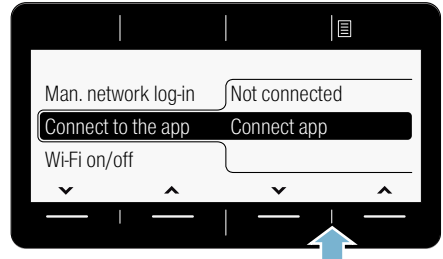 Man. network log-in Not connected
Connect to the app Connect app
Wi-Fi on/off